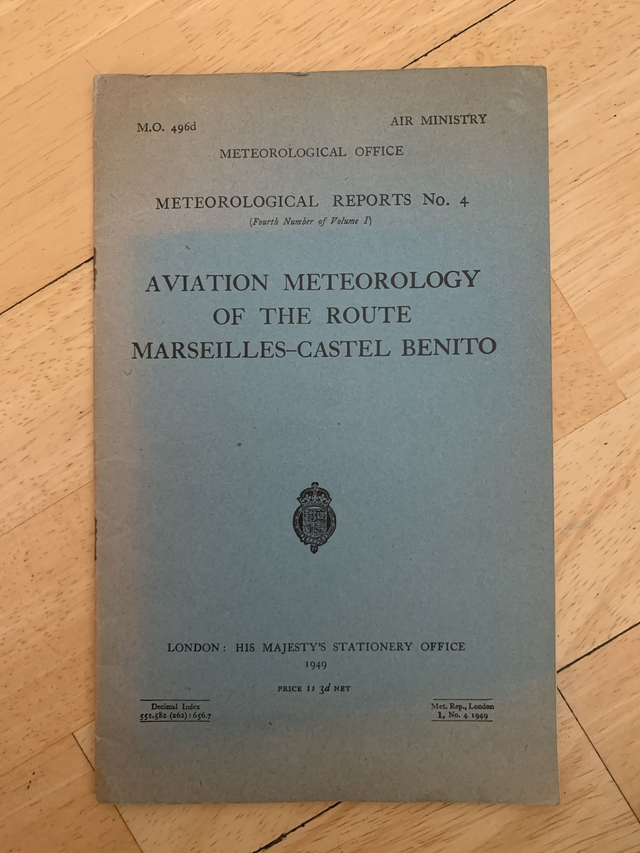 M.O. 496d
AIR MINISTRY
METEOROLOGICAL OFFICE
METEOROLOGICAL REPORTS No. 4
(Fourth Number of Volume I)
AVIATION METEOROLOGY
OF THE ROUTE
MARSEILLES–CASTEL BENITO
LONDON: HIS MAJESTY'S STATIONERY OFFICE
1949
PRICE 1s 3d NET
Decimal Index
551.582 (262) : 656.7
Met. Rep., London
1, No. 4 1949